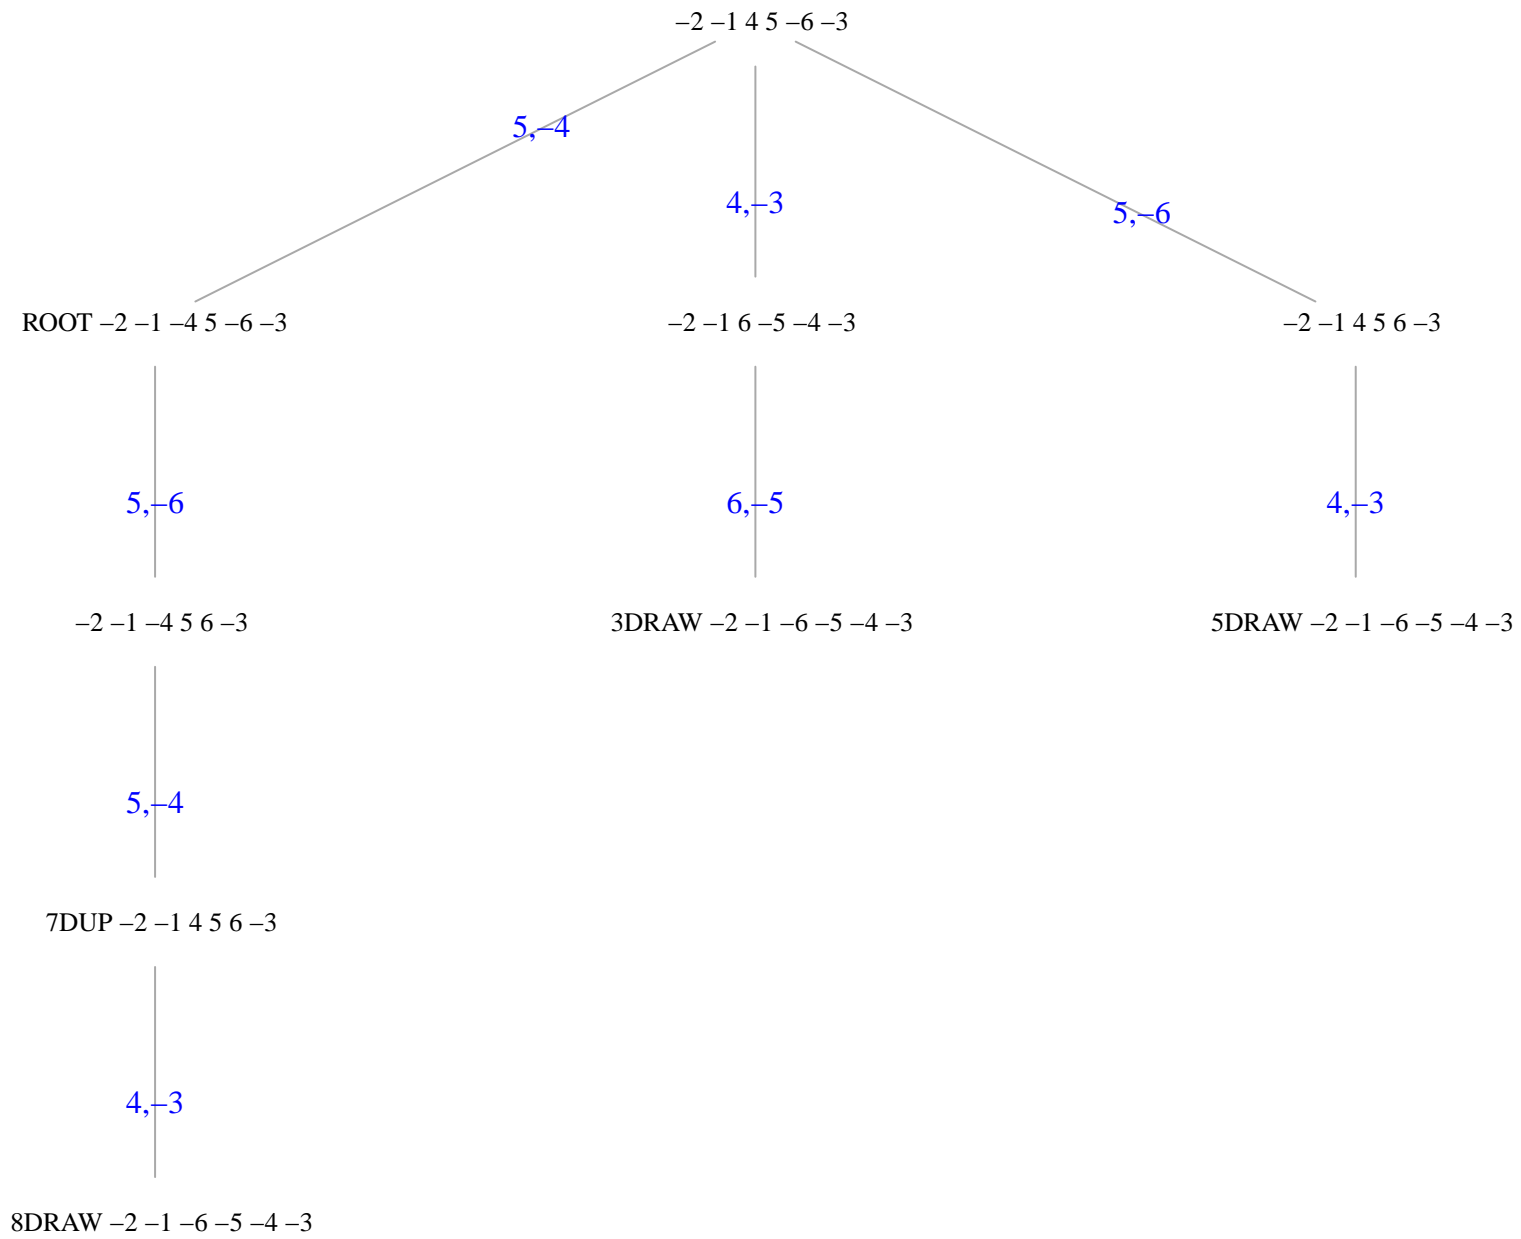 –2 –1 4 5 –6 –3
5,–4
4,–3
5,–6
ROOT –2 –1 –4 5 –6 –3
–2 –1 6 –5 –4 –3
–2 –1 4 5 6 –3
5,–6
6,–5
4,–3
–2 –1 –4 5 6 –3
3DRAW –2 –1 –6 –5 –4 –3
5DRAW –2 –1 –6 –5 –4 –3
5,–4
7DUP –2 –1 4 5 6 –3
4,–3
8DRAW –2 –1 –6 –5 –4 –3